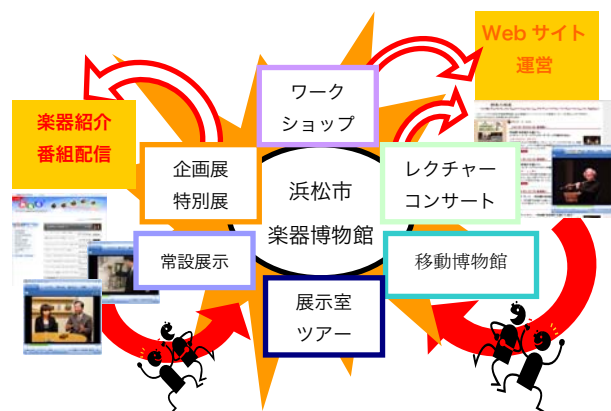 Web サイト
運営
ワーク
ショップ
楽器紹介
番組配信
企画展
特別展
レクチャー
コンサート
浜松市
楽器博物館
常設展示
移動博物館
展示室
ツアー